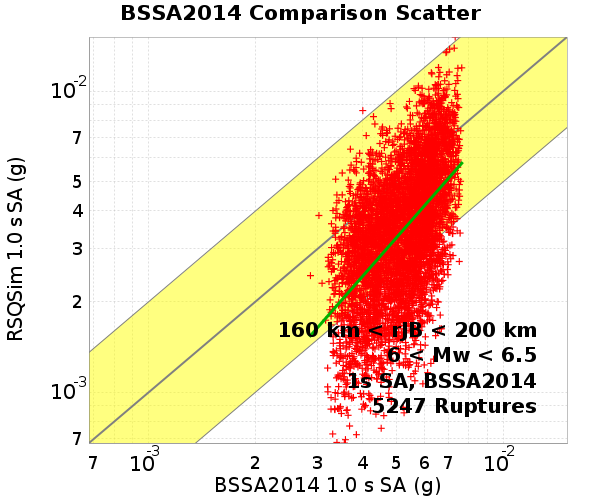 BSSA2014 Comparison Scatter
RSQSim 1.0 s SA (g)
10-2
7
5
4
3
2
10-3
7
160 km < rJB < 200 km
6 < Mw < 6.5
1s SA, BSSA2014
5247 Ruptures
7 10-3 2 3 4 5 6 7 10-2
BSSA2014 1.0 s SA (g)